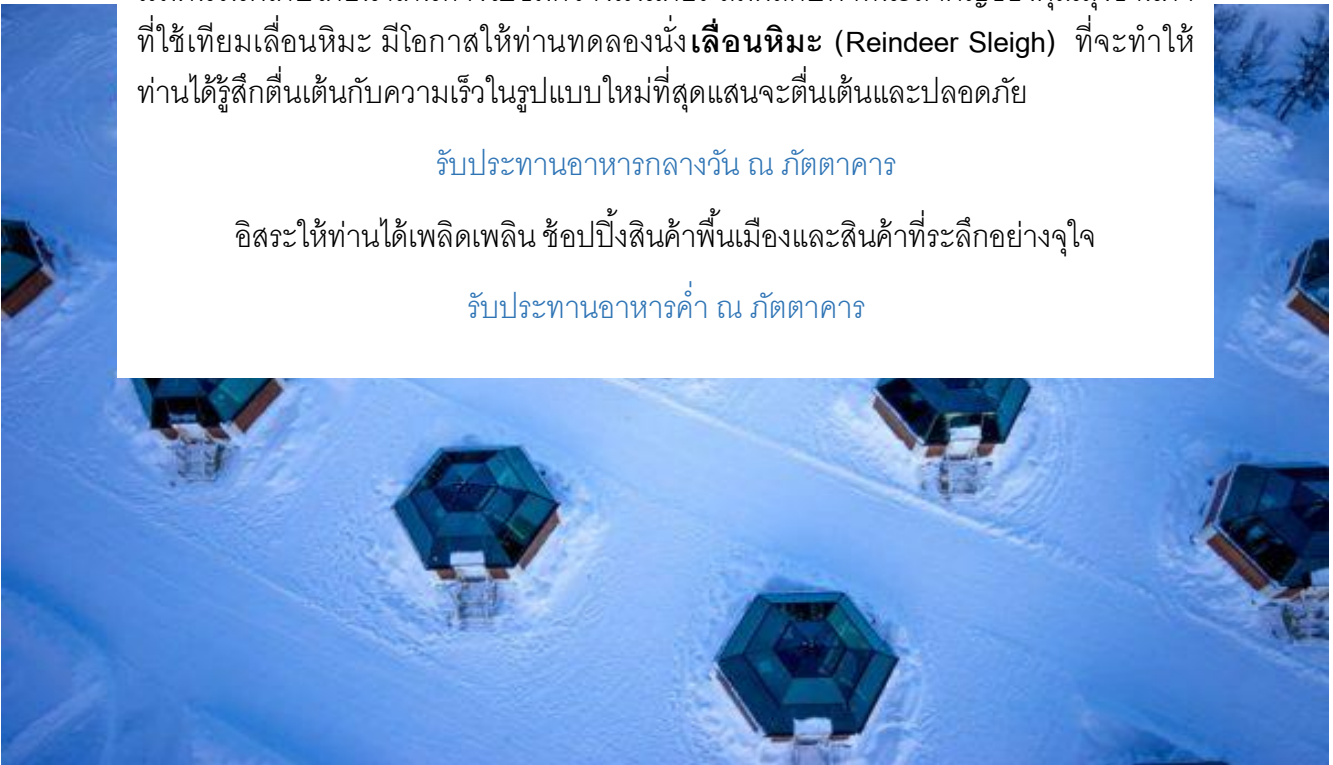 ที่ใช้เทียมเลื่อนหิมะ มีโอกาสให้ท่านทดลองนั่งเลื่อนหิมะ (Reindeer Sleigh) ที่จะทำให้
ท่านได้รู้สึกตื่นเต้นกับความเร็วในรูปแบบใหม่ที่สุดแสนจะตื่นเต้นและปลอดภัย
รับประทานอาหารกลางวัน ณ ภัตตาคาร
อิสระให้ท่านได้เพลิดเพลิน ช้อปปิ้งสินค้าพื้นเมืองและสินค้าที่ระลึกอย่างจุใจ
รับประทานอาหารค่ำ ณ ภัตตาคาร